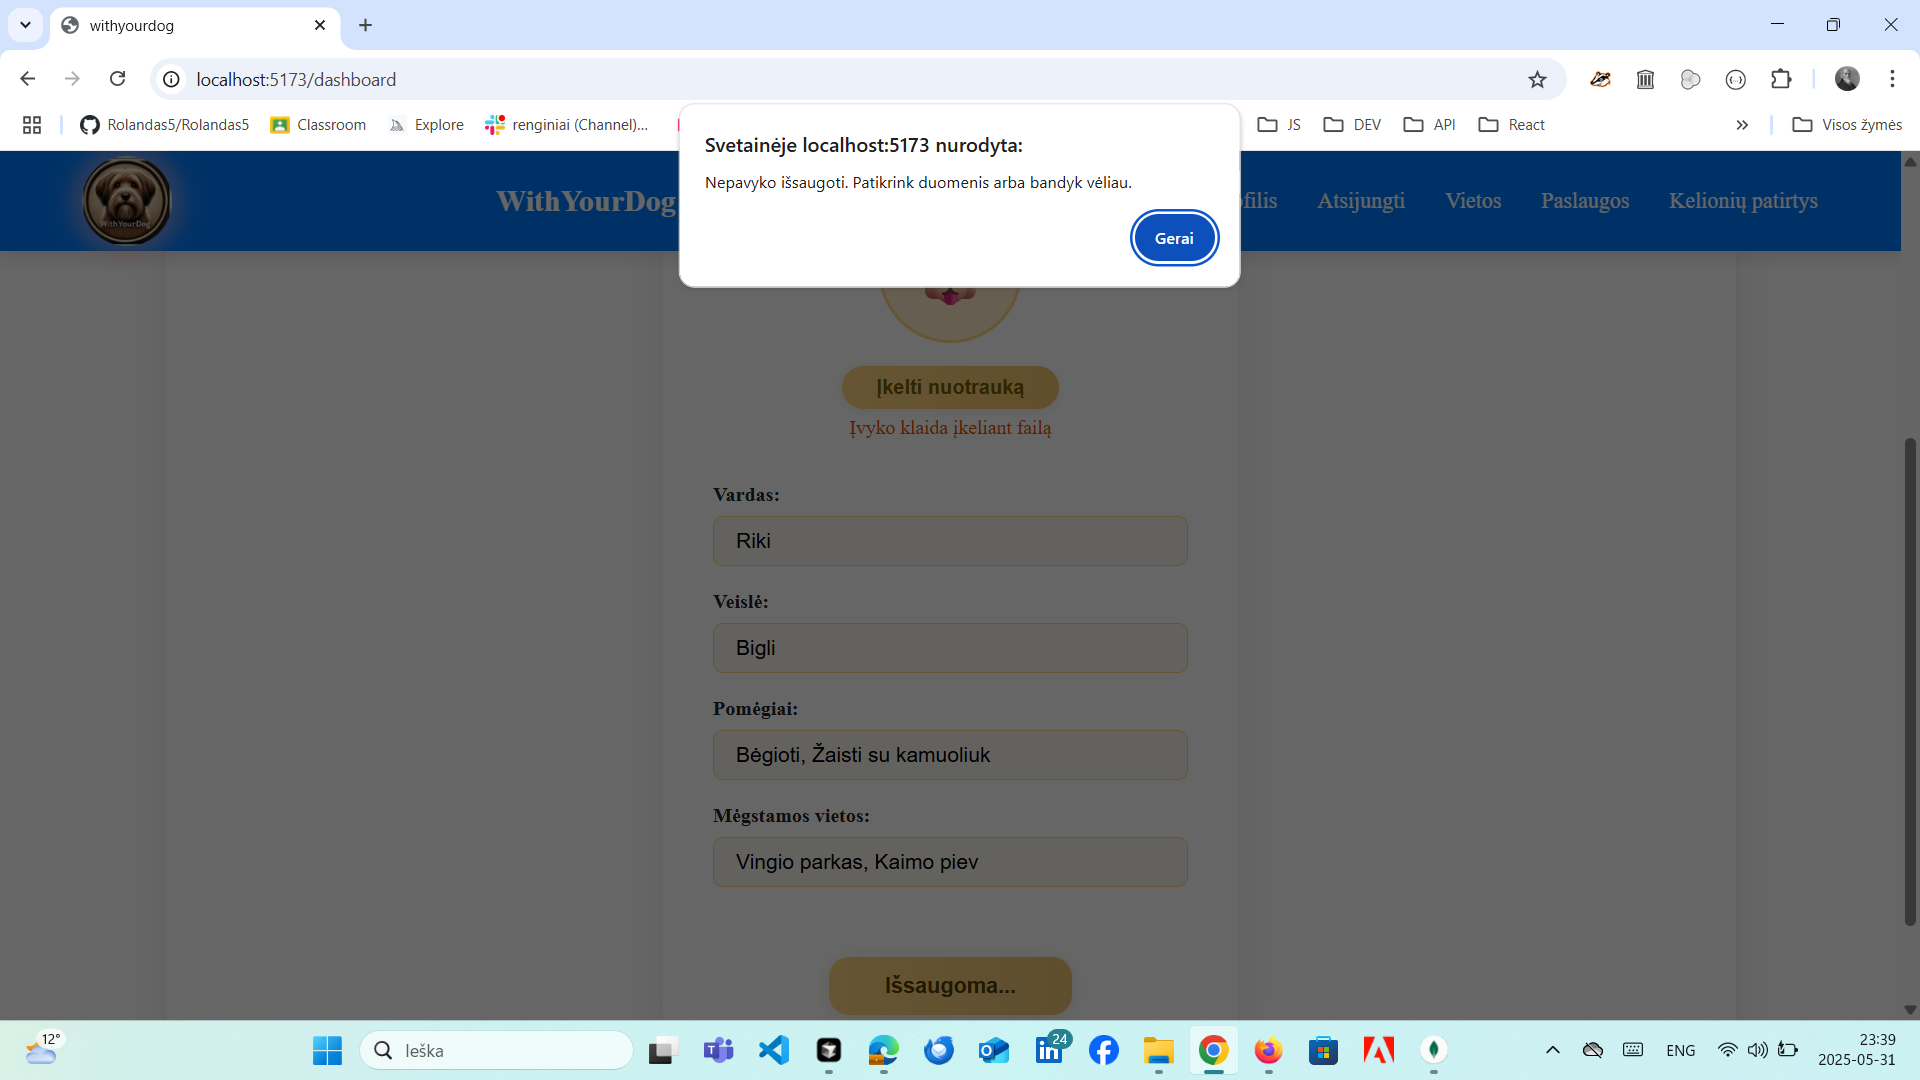 withyourdog
localhost:5173/dashboard
Rolandas5/Rolandas5
Classroom
Explore
renginiai (Channel)...
JS
DEV
API
React
Visos žymės
Svetainėje localhost:5173 nurodyta:
Nepavyko išsaugoti. Patikrink duomenis arba bandyk vėliau.
Gerai
WithYourDog
WithYourDog
filis
Atsijungti
Vietos
Paslaugos
Kelionių patirtys
Įkelti nuotrauką
Įvyko klaida įkeliant failą
Vardas:
Riki
Veislė:
Bigli
Pomėgiai:
Bėgioti, Žaisti su kamuoliuk
Mėgstamos vietos:
Vingio parkas, Kaimo piev
Išsaugoma...
12°
Ieška
24
ENG
23:39
2025-05-31